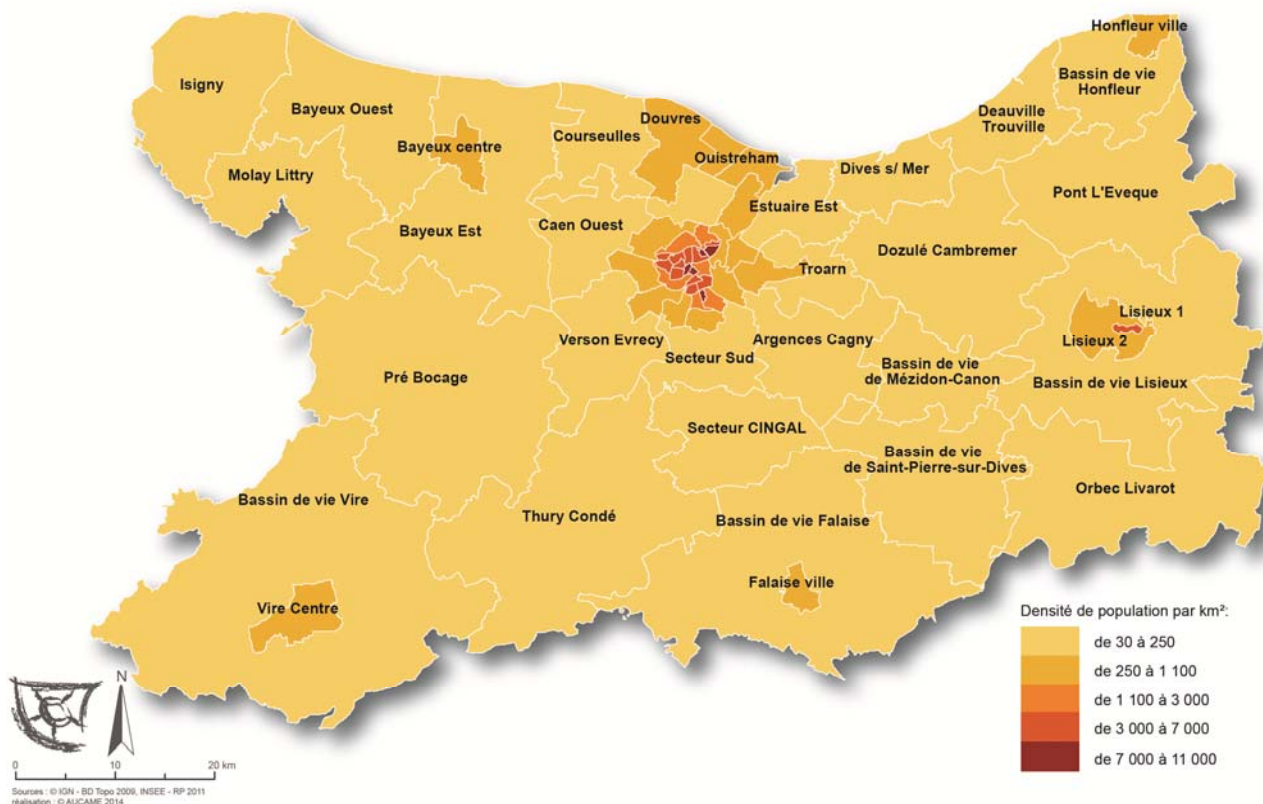 Honfleur ville
Isigny
Bassin de vie
Honfleur
Bayeux Ouest
Douvres
Deauville
Trouville
Courseulles
Bayeux centre
Ouistreham
Molay Littry
Dives s/ Mer
Pont L'Eveque
Estuaire Est
Caen Ouest
Bayeux Est
Dozulé Cambremer
Troarn
Lisieux 1
Verson Evrecy
Argences Cagny
Lisieux 2
Secteur Sud
Bassin de vie
de Mézidon-Canon
Pré Bocage
Bassin de vie Lisieux
Secteur CINGAL
Bassin de vie
de Saint-Pierre-sur-Dives
Orbec Livarot
Bassin de vie Vire
Thury Condé
Bassin de vie Falaise
Falaise ville
Vire Centre
Densité de population par km²:
de 30 à 250
de 250 à 1 100
de 1 100 à 3 000
de 3 000 à 7 000
de 7 000 à 11 000
N
0 10 20 km
Sources : © IGN - BD Topo 2009, INSEE - RP 2011
réalisation : © AUCAME 2014